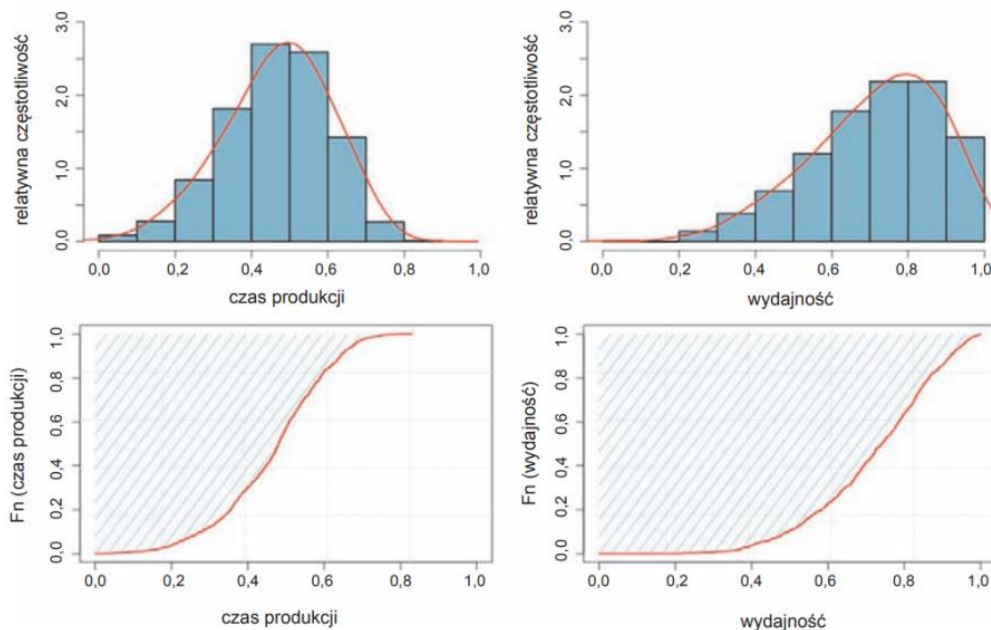 relatywna częstotliwość
3,0
2,0
1,0
0,0
0,0 0,2 0,4 0,6 0,8 1,0
czas produkcji
relatywna częstotliwość
3,0
2,0
1,0
0,0
0,0 0,2 0,4 0,6 0,8 1,0
wydajność
Fn (czas produkcji)
1,0
0,8
0,6
0,4
0,2
0,0
0,0 0,2 0,4 0,6 0,8 1,0
czas produkcji
Fn (wydajność)
1,0
0,8
0,6
0,4
0,2
0,0
0,0 0,2 0,4 0,6 0,8 1,0
wydajność